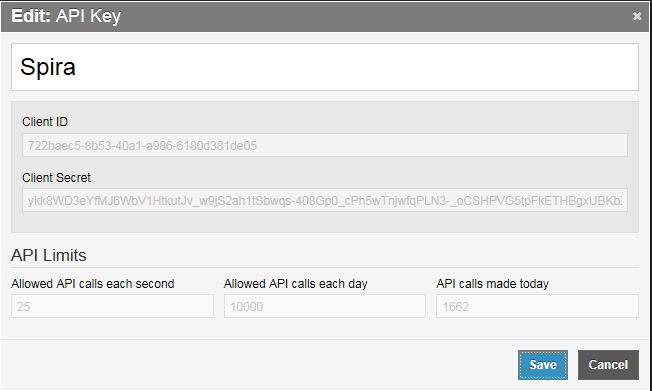 Edit: API Key
Spira
Client ID
722baec5-8b53-40a1-a986-6180d381de05
Client Secret
ykk8WD3eYfMJ6WbV1HtkutJv_w9jS2ah1tSbwqs-408Gp0_cPh5wTnjwfqPLN3-_oCSHPVG5tpFkETHBgxUBKb
API Limits
Allowed API calls each second
Allowed API calls each day
API calls made today
25
10000
1662
Save
Cancel